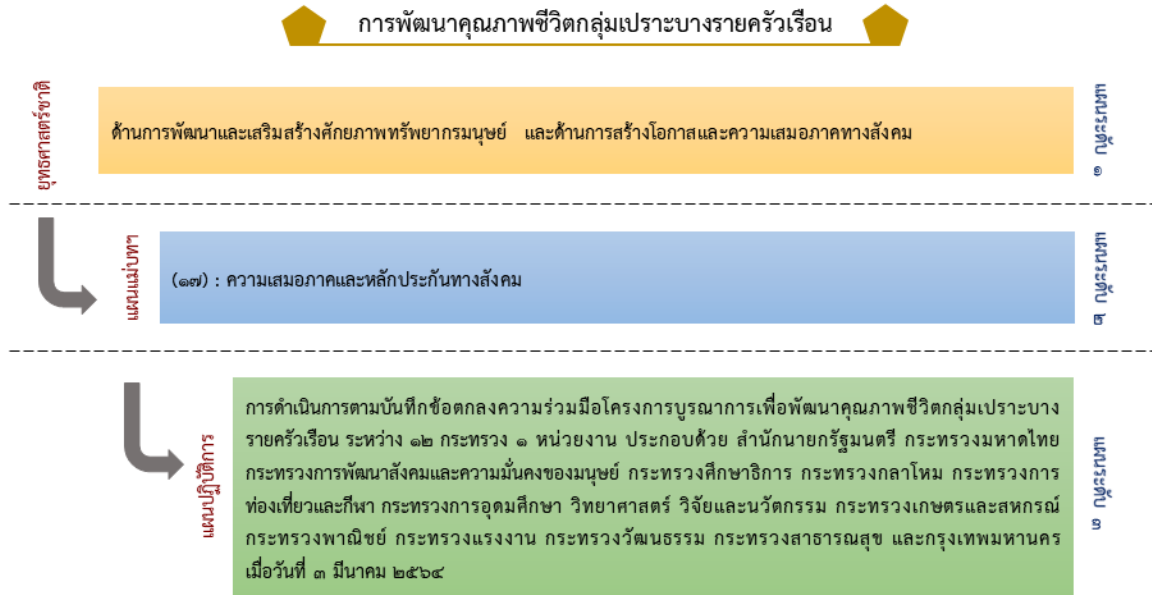 การพัฒนาคุณภาพชีวิตกลุ่มเปราะบางรายครัวเรือน
ยุทธศาสตร์ชาติ
ด้านการพัฒนาและเสริมสร้างศักยภาพทรัพยากรมนุษย์ และด้านการสร้างโอกาสและความเสมอภาคทางสังคม
แผนระดับ ๑
แผนแม่บทฯ
(๑๗) : ความเสมอภาคและหลักประกันทางสังคม
แผนระดับ ๒
แผนปฏิบัติการ
การดำเนินการตามบันทึกข้อตกลงความร่วมมือโครงการบูรณาการเพื่อพัฒนาคุณภาพชีวิตกลุ่มเปราะบาง
รายครัวเรือน ระหว่าง ๑๒ กระทรวง ๑ หน่วยงาน ประกอบด้วย สำนักนายกรัฐมนตรี กระทรวงมหาดไทย
กระทรวงการพัฒนาสังคมและความมั่นคงของมนุษย์ กระทรวงศึกษาธิการ กระทรวงกลาโหม กระทรวงการ
ท่องเที่ยวและกีฬา กระทรวงการอุดมศึกษา วิทยาศาสตร์ วิจัยและนวัตกรรม กระทรวงเกษตรและสหกรณ์
กระทรวงพาณิชย์ กระทรวงแรงงาน กระทรวงวัฒนธรรม กระทรวงสาธารณสุข และกรุงเทพมหานคร
เมื่อวันที่ ๓ มีนาคม ๒๕๖๔
แผนระดับ ๓